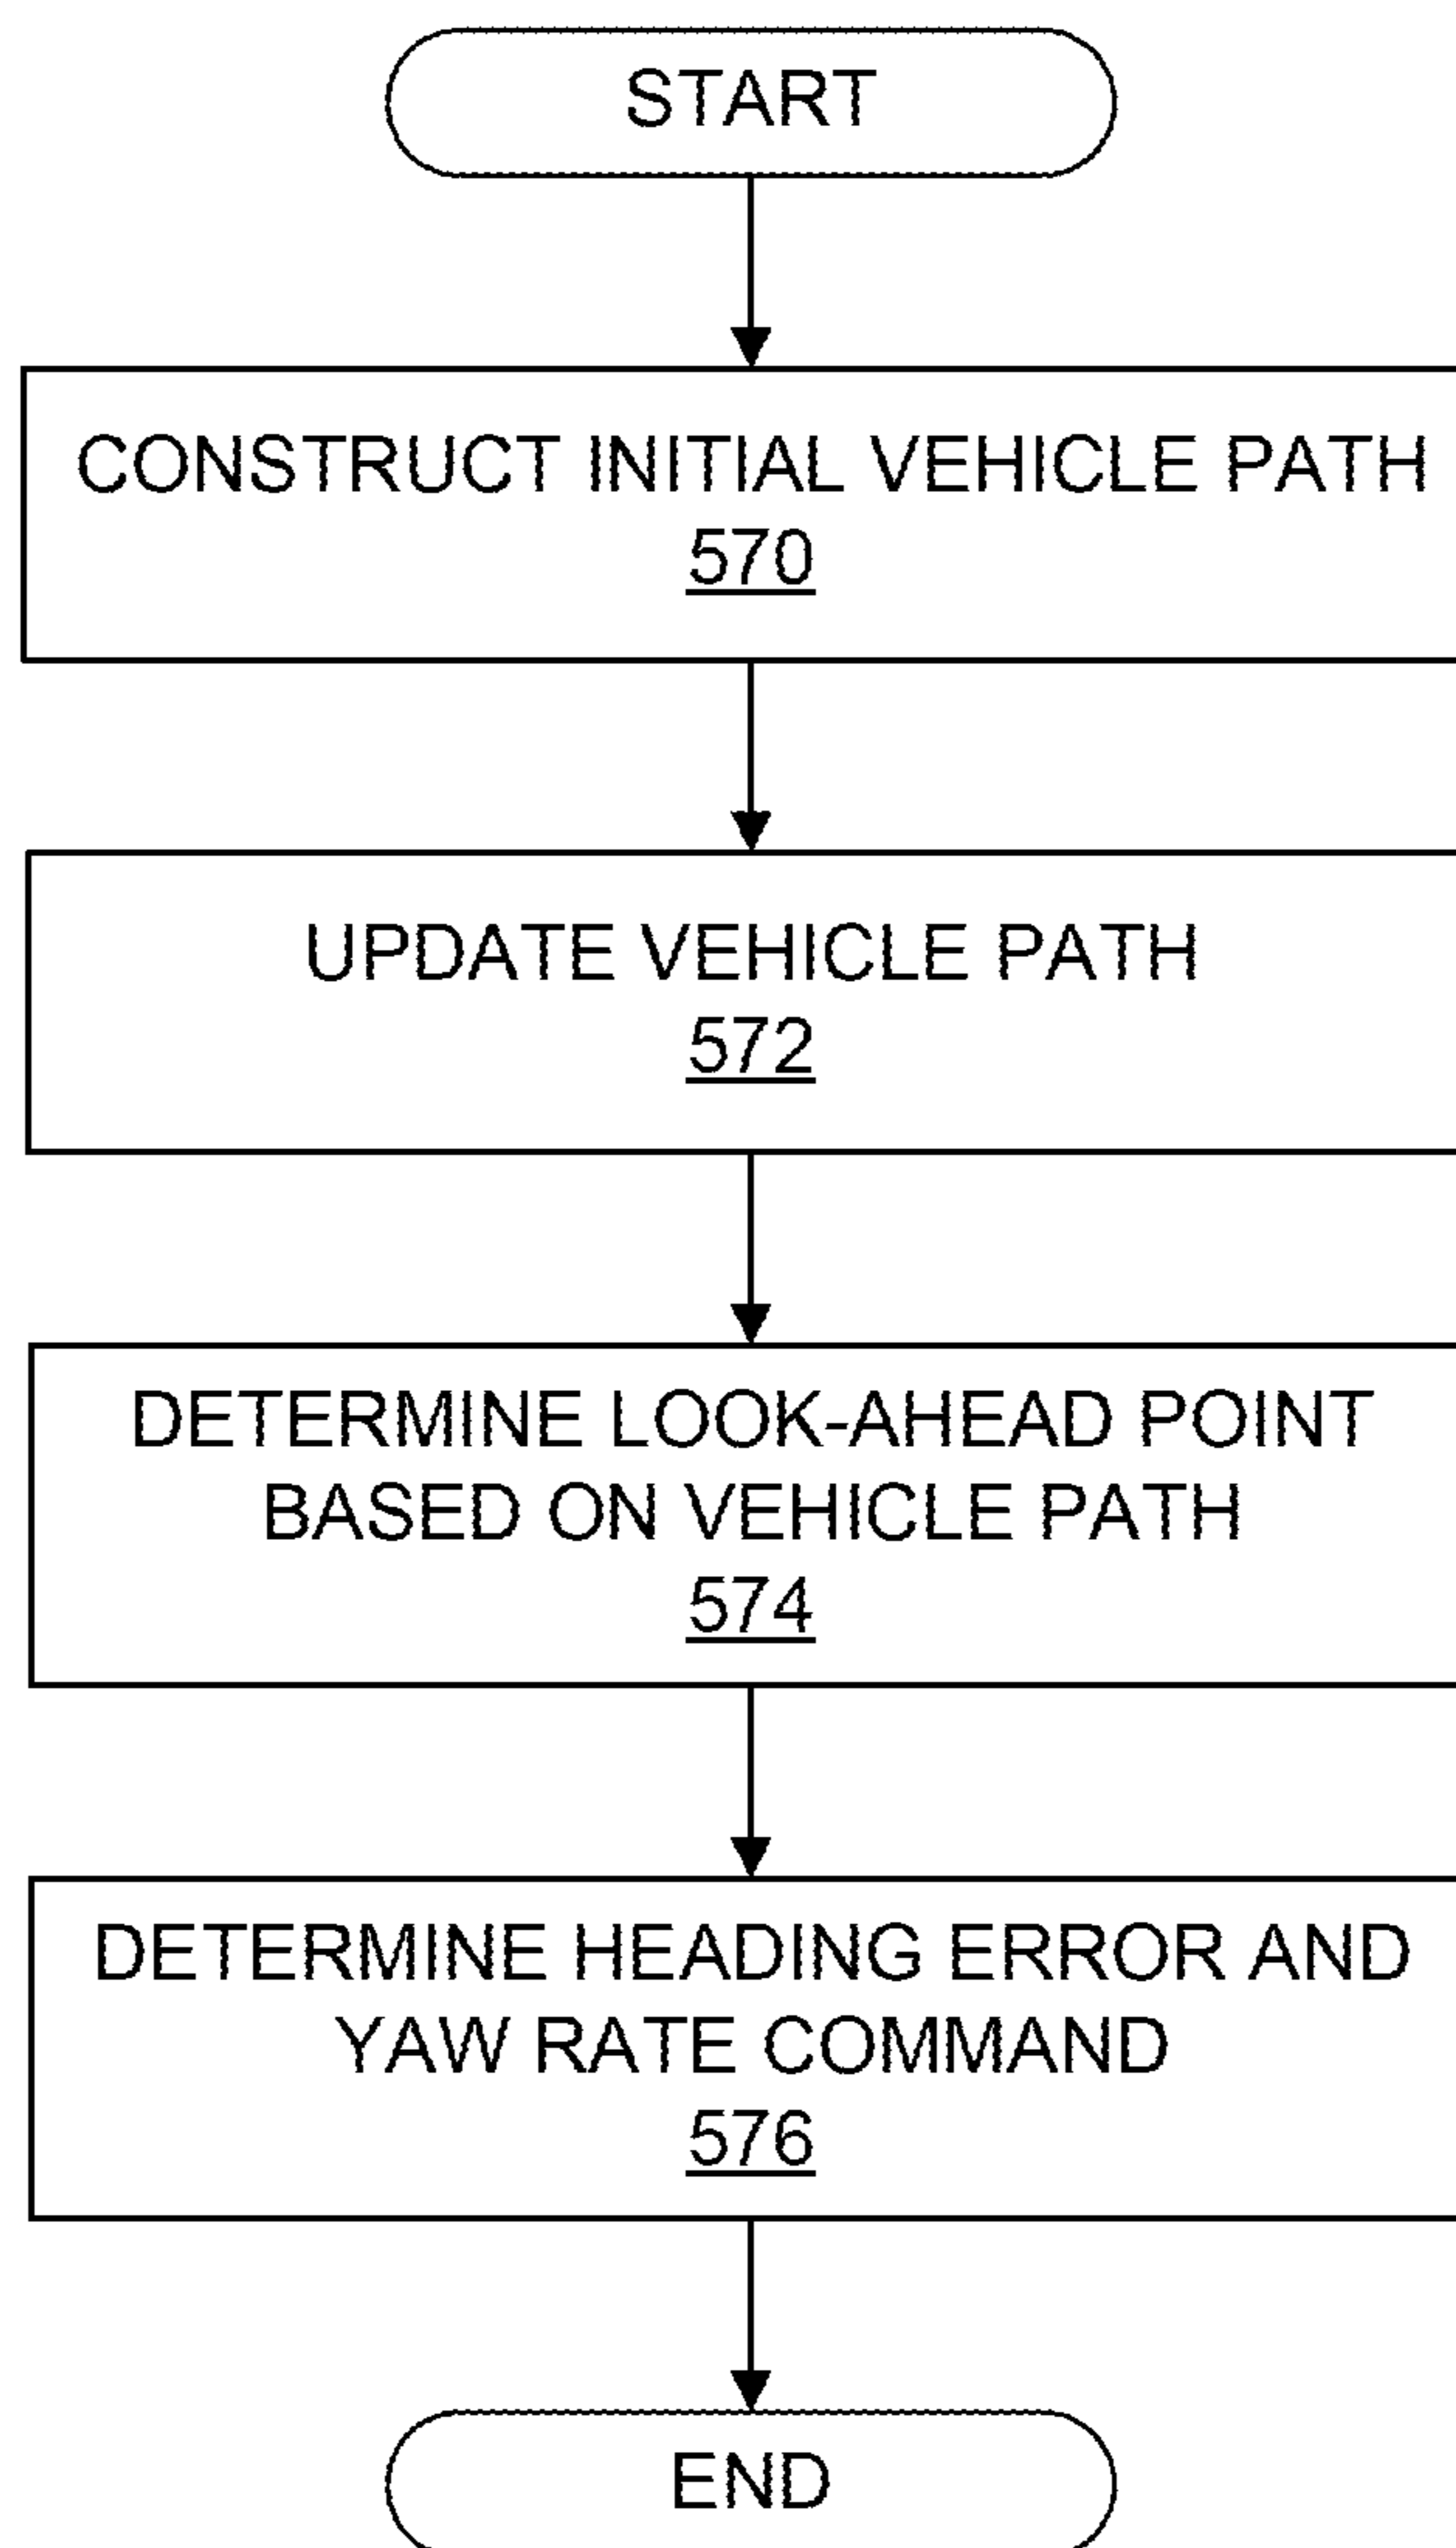 START
CONSTRUCT INITIAL VEHICLE PATH
570
UPDATE VEHICLE PATH
572
DETERMINE LOOK-AHEAD POINT
BASED ON VEHICLE PATH
574
DETERMINE HEADING ERROR AND
YAW RATE COMMAND
576
END